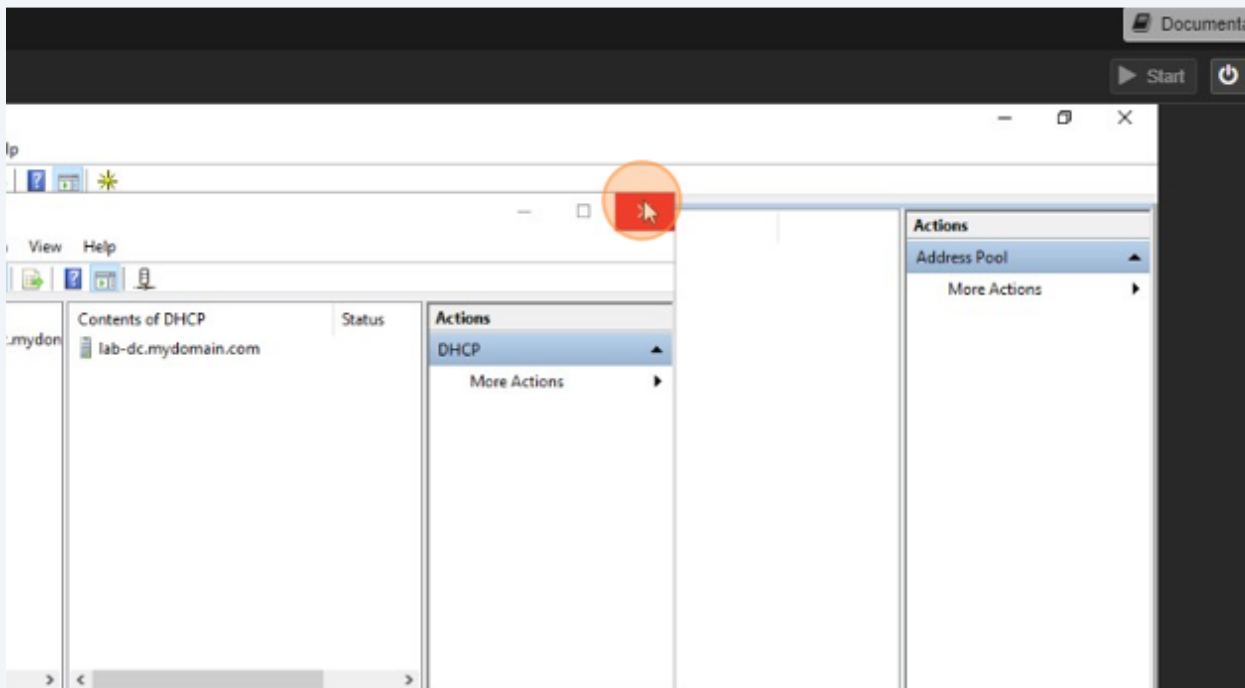 Documenta
Start
lp
View Help
Contents of DHCP Status
.mydon
lab-dc.mydomain.com
Actions
DHCP
More Actions
Actions
Address Pool
More Actions